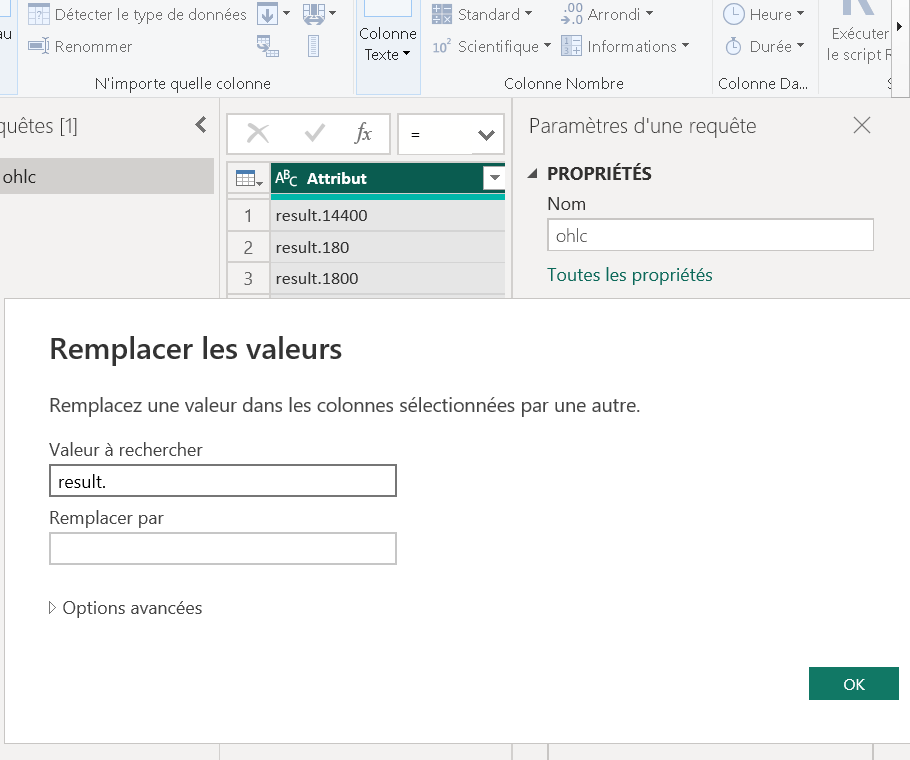 Détecter le type de données
Renommer
N'importe quelle colonne
Colonne
Texte
Standard
Scientifique
.00 Arrondi
Informations
Colonne Nombre
Heure
Durée
Colonne Da...
Exécuter
le script R
quêtes [1]
ohlc
fx
=
Attribut
1 result.14400
2 result.180
3 result.1800
Paramètres d'une requête
PROPRIÉTÉS
Nom
ohlc
Toutes les propriétés
Remplacer les valeurs
Remplacez une valeur dans les colonnes sélectionnées par une autre.
Valeur à rechercher
result.
Remplacer par
Options avancées
OK